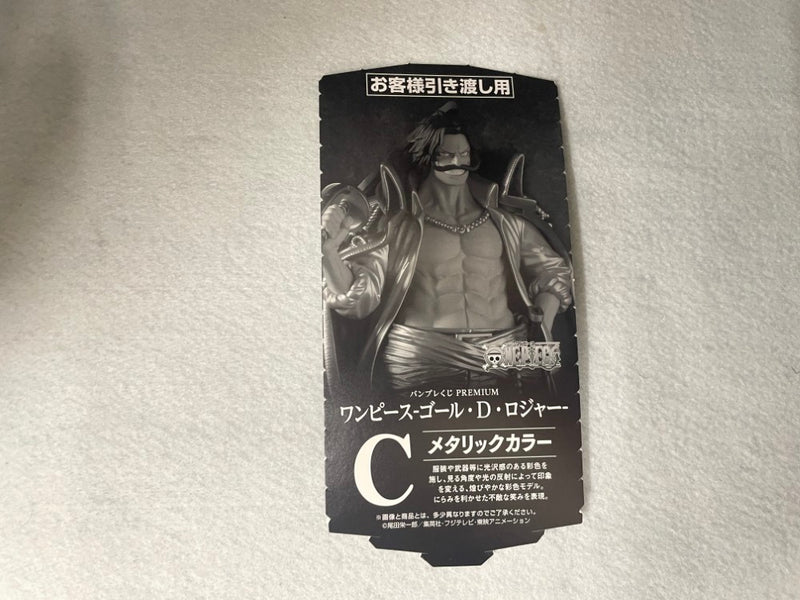 お客様引き渡し用
ONE PIECE
バンプレくじ PREMIUM
ワンピース-ゴール・D・ロジャー-
C
メタリックカラー
服装や武器等に光沢感のある彩色を
施し、見る角度や光の反射によって印象
を変える、煌びやかな彩色モデル。
にらみを利かせた不敵な笑みを表現。
※画像と商品とは、多少異なりますのでご了承ください。
©尾田栄一郎/集英社・フジテレビ・東映アニメーション